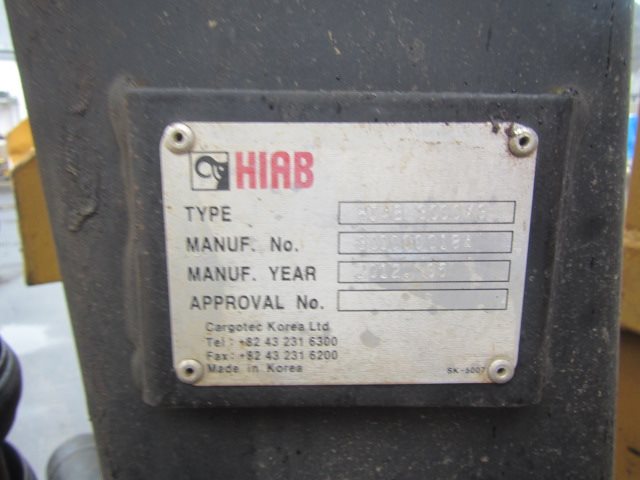 HIAB
TYPE
MANUF. No.
MANUF. YEAR
APPROVAL No.
Cargotec Korea Ltd
Tel : +82 43 231 6300
Fax: +82 43 231 6200
Made in Korea
SK-6007